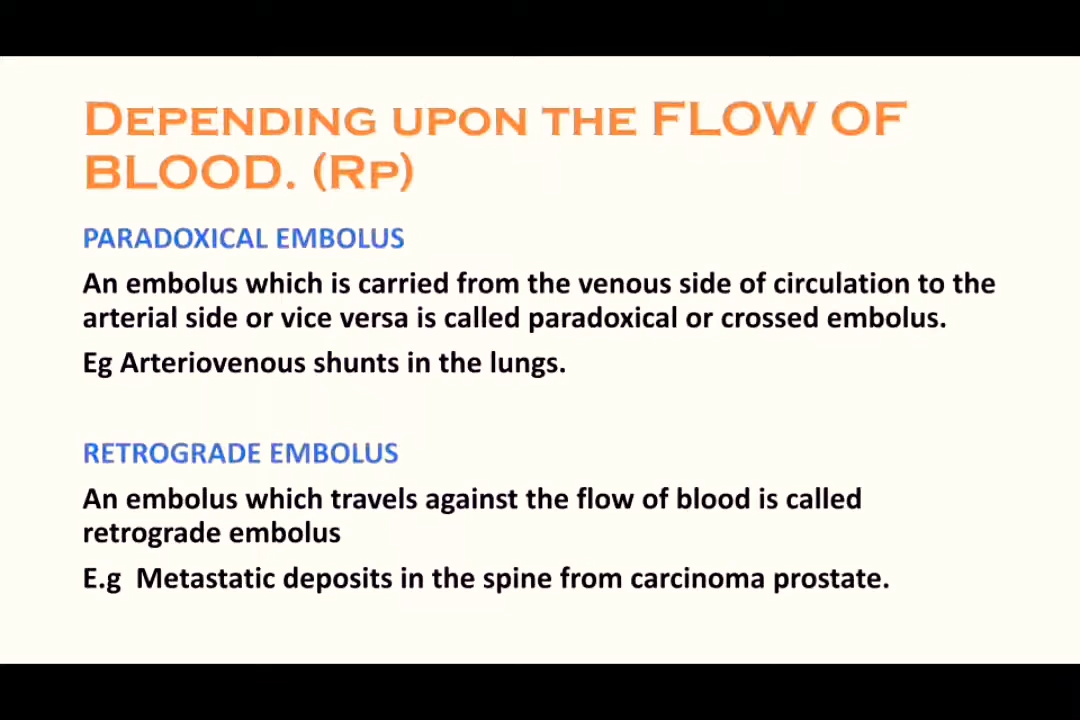 DEPENDING UPON THE FLOW OF
BLOOD. (RP)
PARADOXICAL EMBOLUS
An embolus which is carried from the venous side of circulation to the
arterial side or vice versa is called paradoxical or crossed embolus.
Eg Arteriovenous shunts in the lungs.
RETROGRADE EMBOLUS
An embolus which travels against the flow of blood is called
retrograde embolus
E.g Metastatic deposits in the spine from carcinoma prostate.